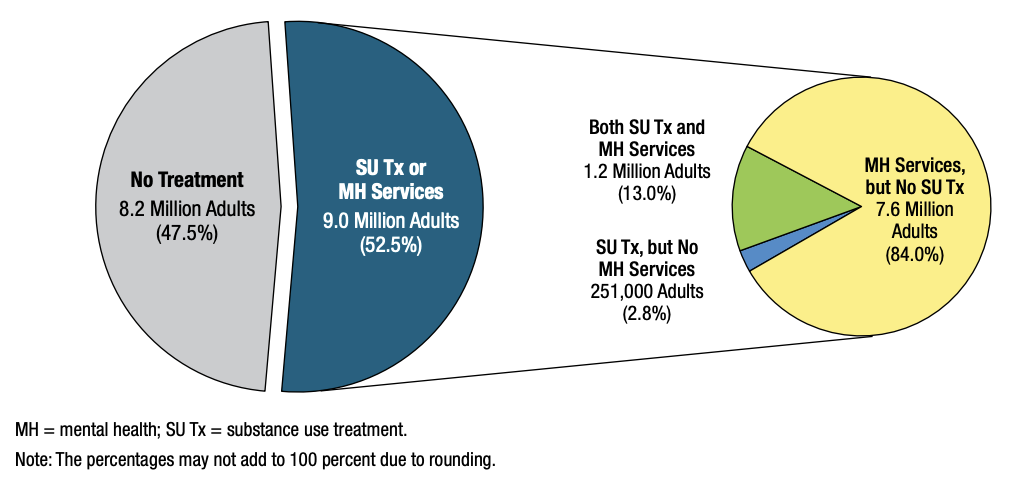 No Treatment
8.2 Million Adults
(47.5%)
SU Tx or
MH Services
9.0 Million Adults
(52.5%)
Both SU Tx and
MH Services
1.2 Million Adults
(13.0%)
SU Tx, but No
MH Services
251,000 Adults
(2.8%)
MH Services,
but No SU Tx
7.6 Million
Adults
(84.0%)
MH = mental health; SU Tx = substance use treatment.
Note: The percentages may not add to 100 percent due to rounding.